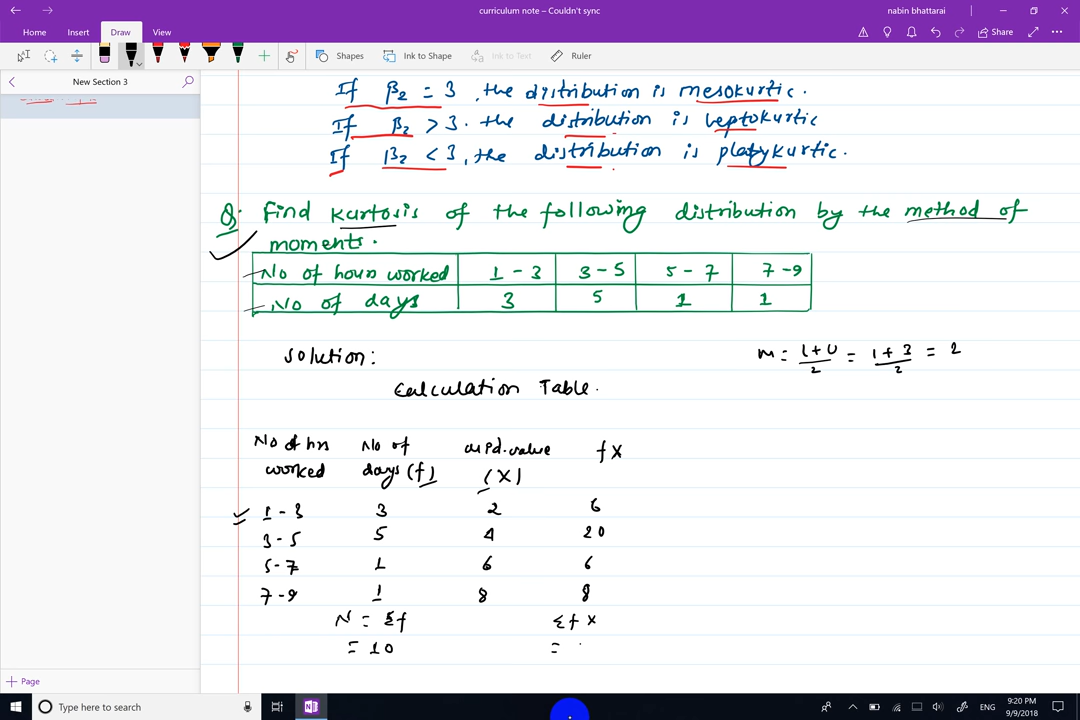 curriculum note – Couldn't sync
nabin bhattarai
Home Insert Draw View
Share
Shapes Ink to Shape Ink to Text Ruler
New Section 3
If β₂ = 3, the distribution is mesokurtic.
If β₂ > 3. the distribution is leptokurtic
If β₂ < 3, the distribution is platykurtic.
Q. Find kurtosis of the following distribution by the method of
moments.
No of hours worked 1 - 3 3 - 5 5 - 7 7 - 9
No of days 3 5 1 1
Solution:
m = L+U/2 = 1+3/2 = 2
Calculation Table.
No of hrs No of mid.value fX
worked days (f) (X)
1 - 3 3 2 6
3 - 5 5 4 20
5 - 7 1 6 6
7 - 9 1 8 8
N = Σf Σf x
= 10 =
+ Page
Type here to search
ENG
9:20 PM
9/9/2018